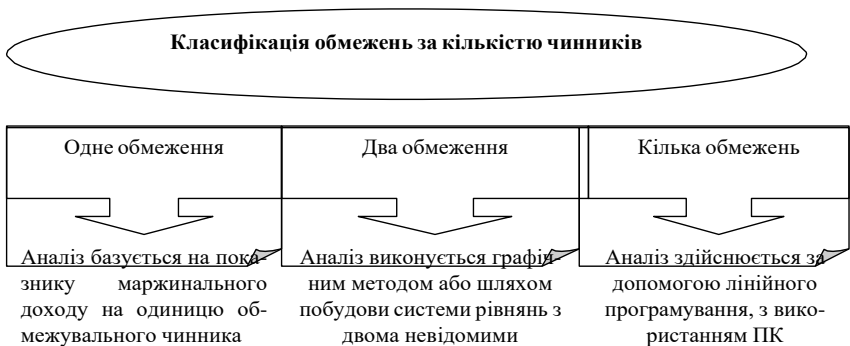 Класифікація обмежень за кількістю чинників
Одне обмеження
Два обмеження
Кілька обмежень
Аналіз базується на пока-
знику маржинального
доходу на одиницю об-
межувального чинника
Аналіз виконується графіч-
ним методом або шляхом
побудови системи рівнянь з
двома невідомими
Аналіз здійснюється за
допомогою лінійного
програмування, з вико-
ристанням ПК